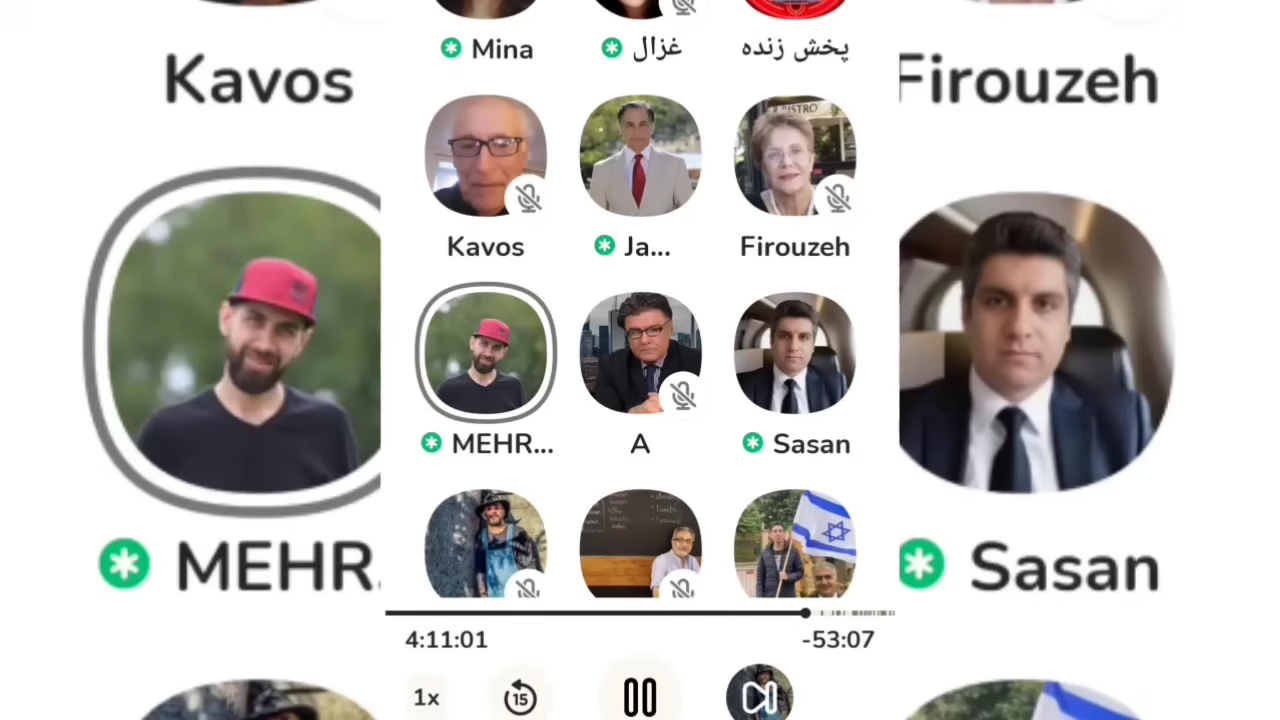 Mina
غزال
پخش زنده
Kavos
Firouzeh
BISTRO
Kavos
Ja...
Firouzeh
MEHR...
A
Sasan
MEHR.
Sasan
4:11:01
-53:07
1x
15